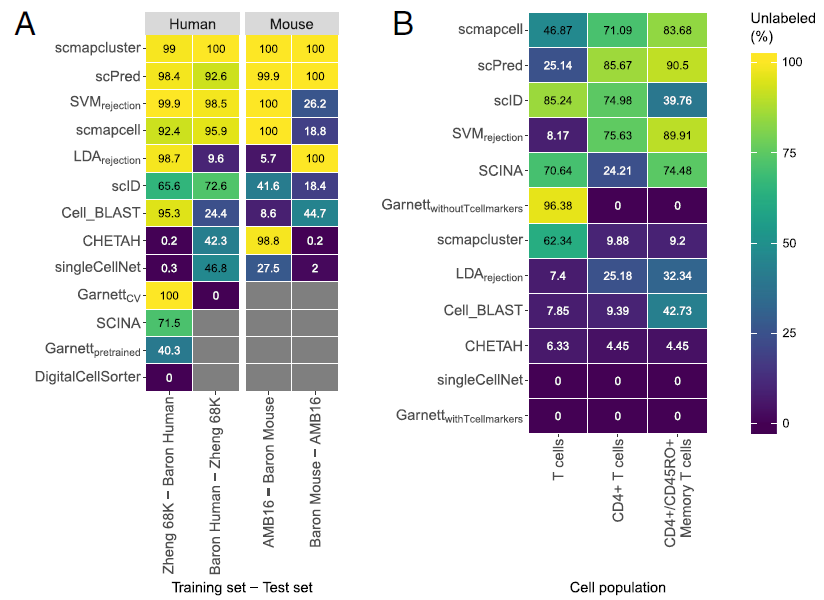 A
Human
Mouse
scmapcluster 99 100 100 100
scPred 98.4 92.6 99.9 100
SVMrejection 99.9 98.5 100 26.2
scmapcell 92.4 95.9 100 18.8
LDArejection 98.7 9.6 5.7 100
scID 65.6 72.6 41.6 18.4
Cell_BLAST 95.3 24.4 8.6 44.7
CHETAH 0.2 42.3 98.8 0.2
singleCellNet 0.3 46.8 27.5 2
GarnettCV 100 0
SCINA 71.5
Garnettpretrained 40.3
DigitalCellSorter 0
Zheng 68K – Baron Human
Baron Human – Zheng 68K
AMB16 – Baron Mouse
Baron Mouse – AMB16
Training set – Test set
B
scmapcell 46.87 71.09 83.68
scPred 25.14 85.67 90.5
scID 85.24 74.98 39.76
SVMrejection 8.17 75.63 89.91
SCINA 70.64 24.21 74.48
GarnettwithoutTcellmarkers 96.38 0 0
scmapcluster 62.34 9.88 9.2
LDArejection 7.4 25.18 32.34
Cell_BLAST 7.85 9.39 42.73
CHETAH 6.33 4.45 4.45
singleCellNet 0 0 0
GarnettwithTcellmarkers 0 0 0
T cells
CD4+ T cells
CD4+/CD45RO+
Memory T cells
Cell population
Unlabeled
(%)
100
75
50
25
0